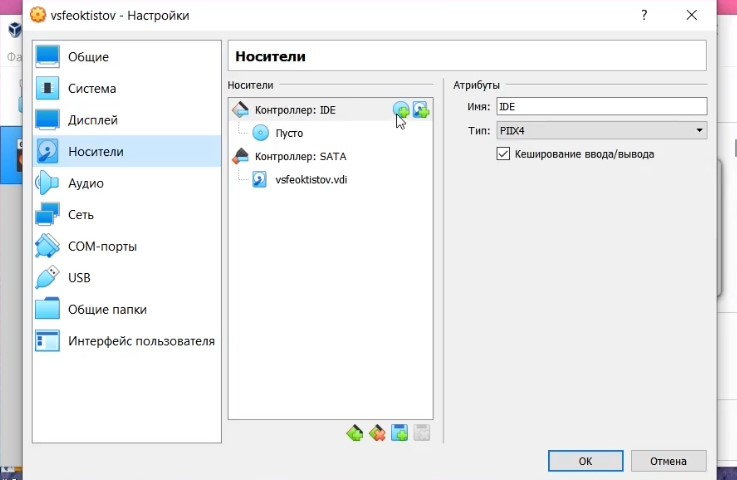 vsfeoktistov - Настройки
?
Общие
Система
Дисплей
Носители
Аудио
Сеть
COM-порты
USB
Общие папки
Интерфейс пользователя
Носители
Носители
Контроллер: IDE
Пусто
Контроллер: SATA
vsfeoktistov.vdi
Атрибуты
Имя: IDE
Тип: PIIX4
Кеширование ввода/вывода
OK
Отмена